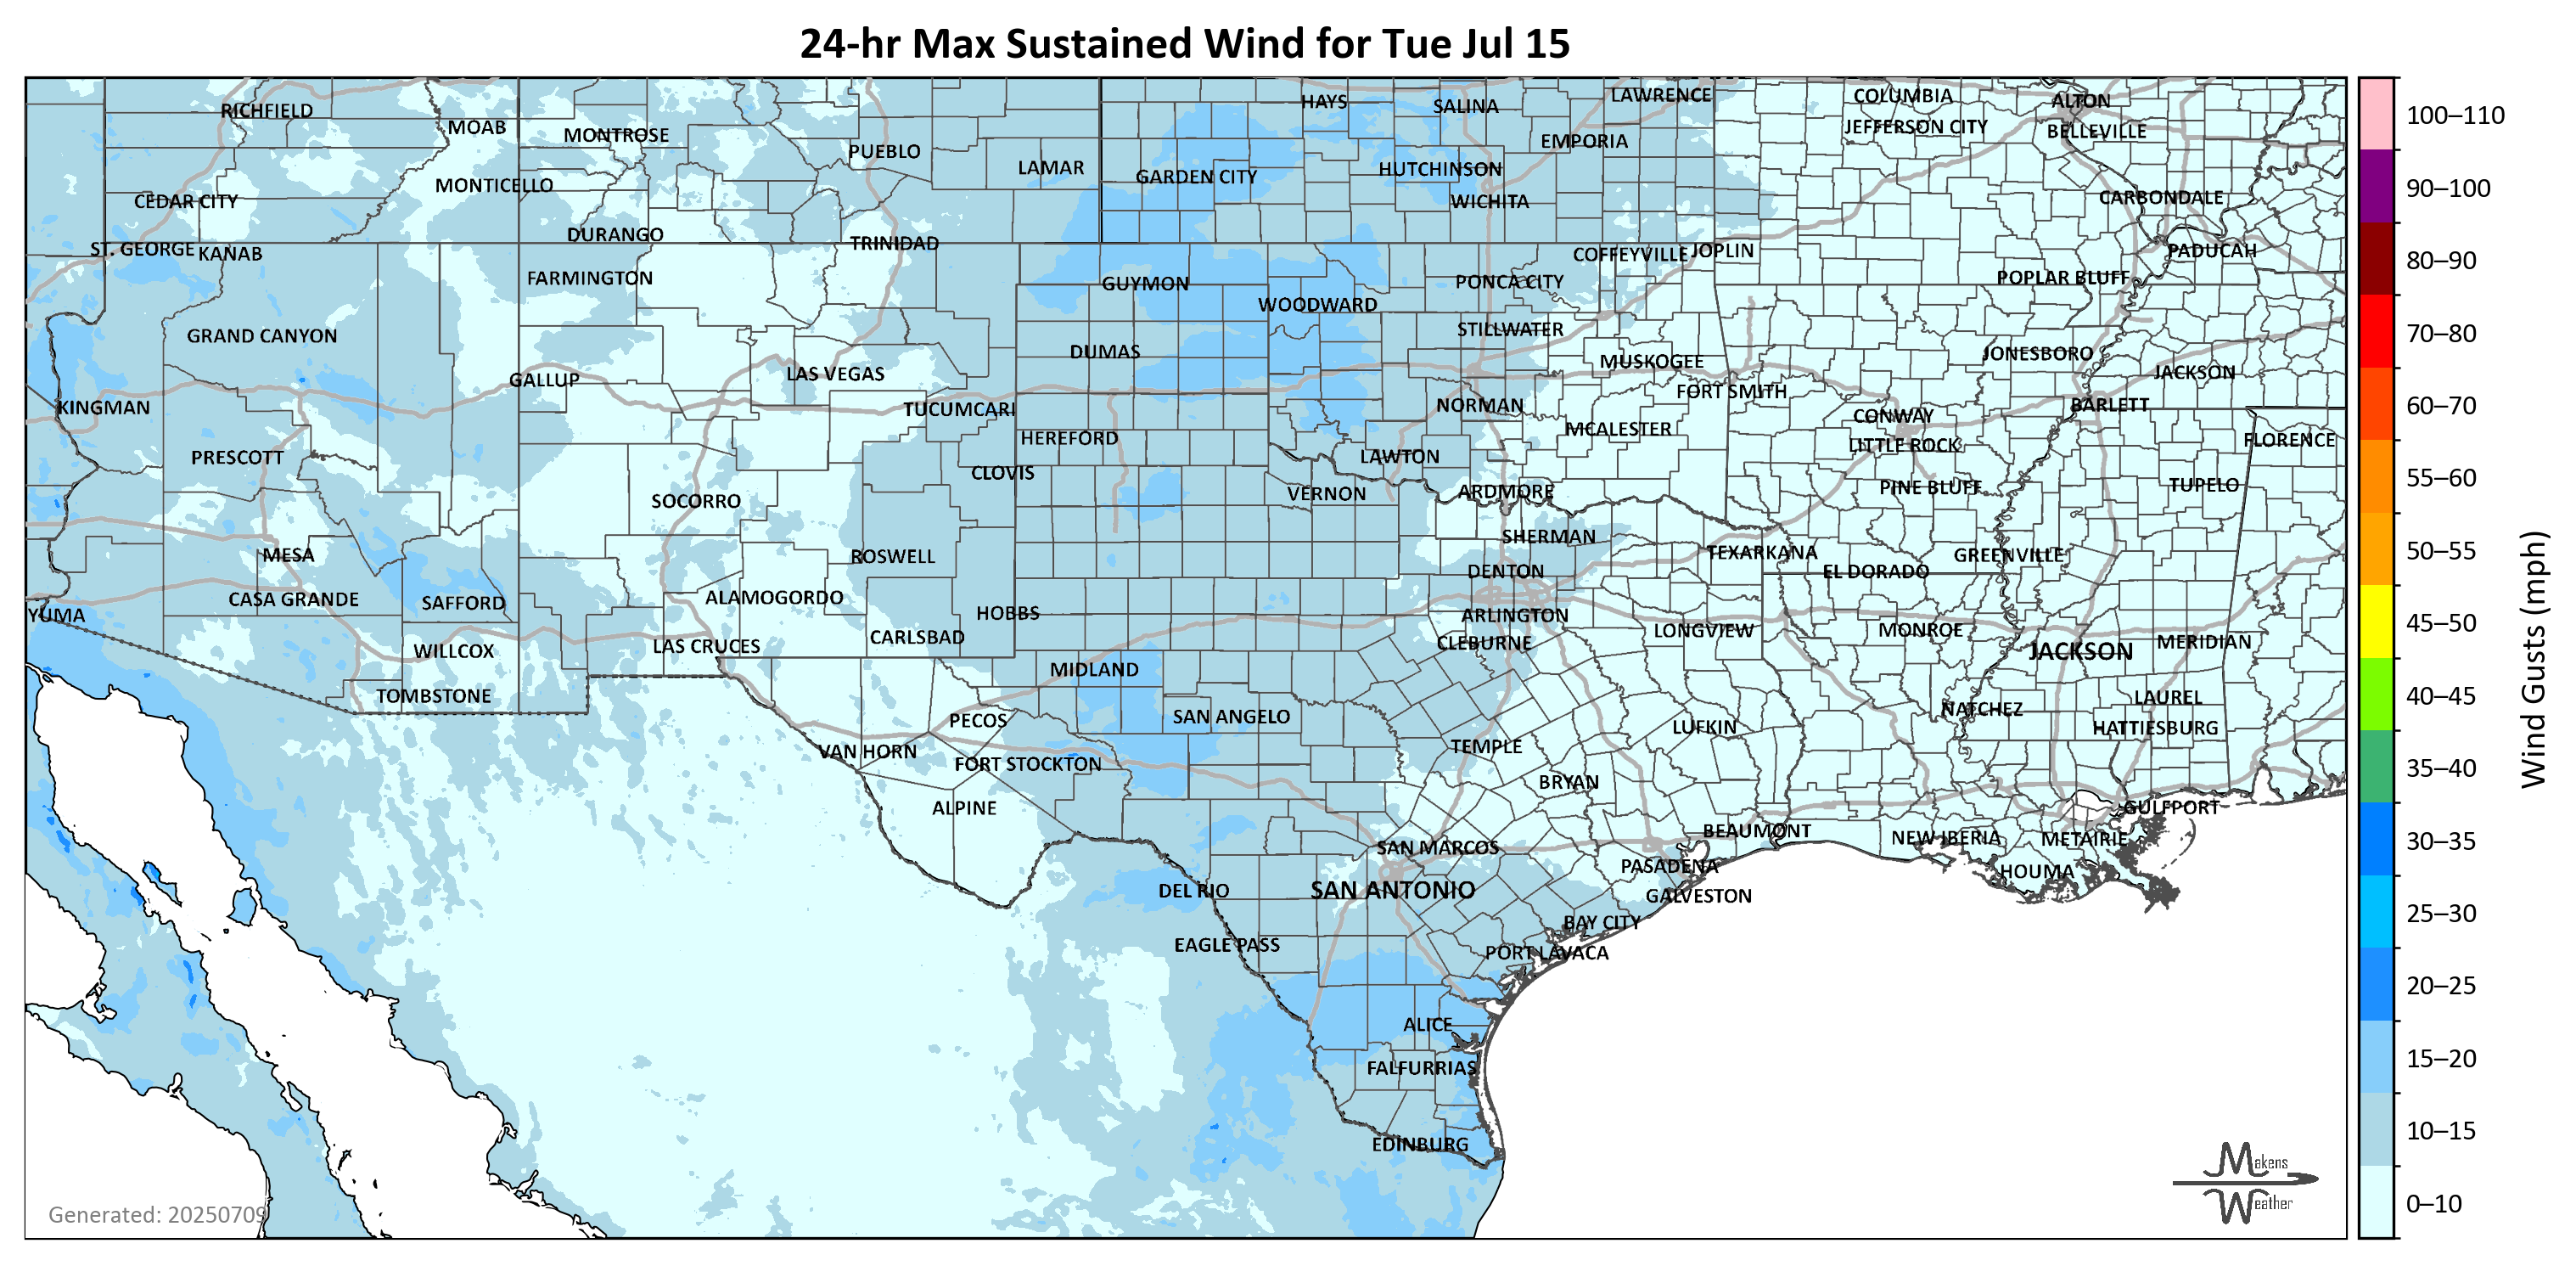 24-hr Max Sustained Wind for Tue Jul 15
RICHFIELD
MOAB
MONTROSE
PUEBLO
LAMAR
HAYS
SALINA
LAWRENCE
COLUMBIA
ALTON
JEFFERSON CITY
BELLEVILLE
EMPORIA
GARDEN CITY
HUTCHINSON
MONTICELLO
CEDAR CITY
WICHITA
CARBONDALE
DURANGO
TRINIDAD
ST. GEORGE
KANAB
COFFEYVILLE
JOPLIN
PADUCAH
FARMINGTON
GUYMON
PONCA CITY
POPLAR BLUFF
WOODWARD
GRAND CANYON
STILLWATER
DUMAS
MUSKOGEE
JONESBORO
GALLUP
LAS VEGAS
JACKSON
FORT SMITH
KINGMAN
TUCUMCARI
NORMAN
CONWAY
BARLETT
HEREFORD
MCALESTER
LITTLE ROCK
FLORENCE
PRESCOTT
CLOVIS
LAWTON
SOCORRO
VERNON
ARDMORE
PINE BLUFF
TUPELO
SHERMAN
MESA
ROSWELL
TEXARKANA
GREENVILLE
DENTON
EL DORADO
CASA GRANDE
SAFFORD
ALAMOGORDO
YUMA
HOBBS
ARLINGTON
WILLCOX
LAS CRUCES
CARLSBAD
CLEBURNE
LONGVIEW
MONROE
JACKSON
MERIDIAN
MIDLAND
TOMBSTONE
PECOS
SAN ANGELO
NATCHEZ
LAUREL
LUFKIN
HATTIESBURG
VAN HORN
FORT STOCKTON
TEMPLE
BRYAN
ALPINE
GULFPORT
SAN MARCOS
BEAUMONT
NEW IBERIA
METAIRIE
PASADENA
HOUMA
DEL RIO
SAN ANTONIO
GALVESTON
BAY CITY
EAGLE PASS
PORT LAVACA
ALICE
FALFURRIAS
EDINBURG
Generated: 20250709
Makens
Weather
100–110
90–100
80–90
70–80
60–70
55–60
50–55
45–50
40–45
35–40
30–35
25–30
20–25
15–20
10–15
0–10
Wind Gusts (mph)